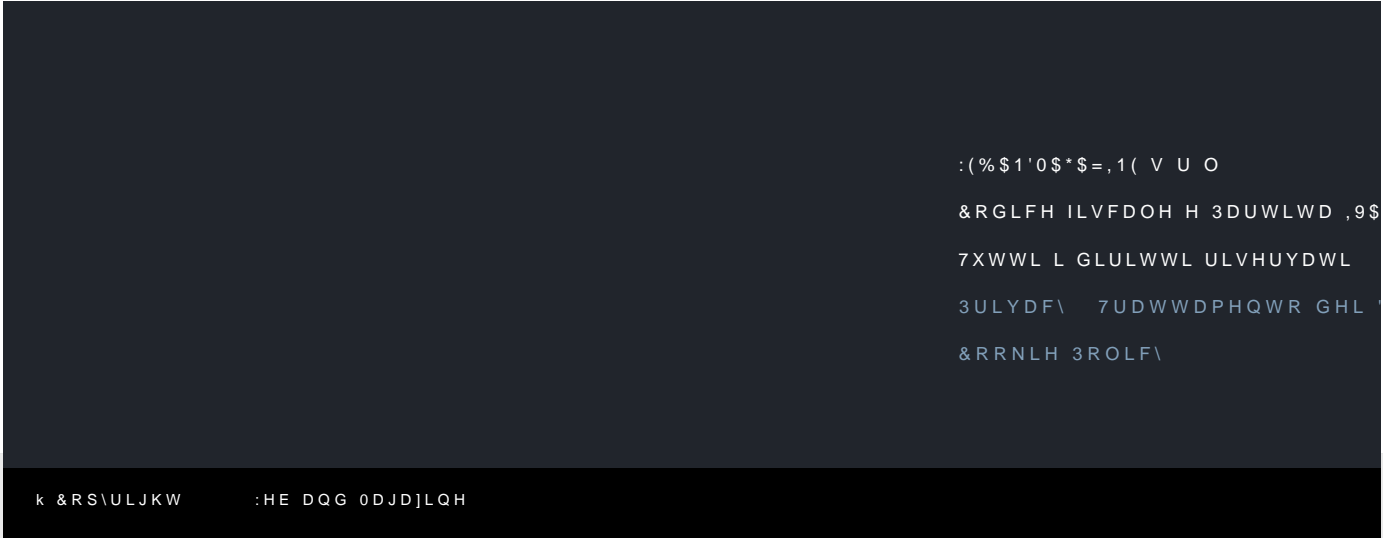 :(%$1'0$*$=,1( V U O
&RGLFH ILVFDOH H 3DUWLWD ,9$
7XWWL L GLULWWL ULVHUYDWL
3ULYDF\ 7UDWWDPHQWR GHL '
&RRNLH 3ROLF\
k &RS\ULJKW :HE DQG 0DJD]LQH